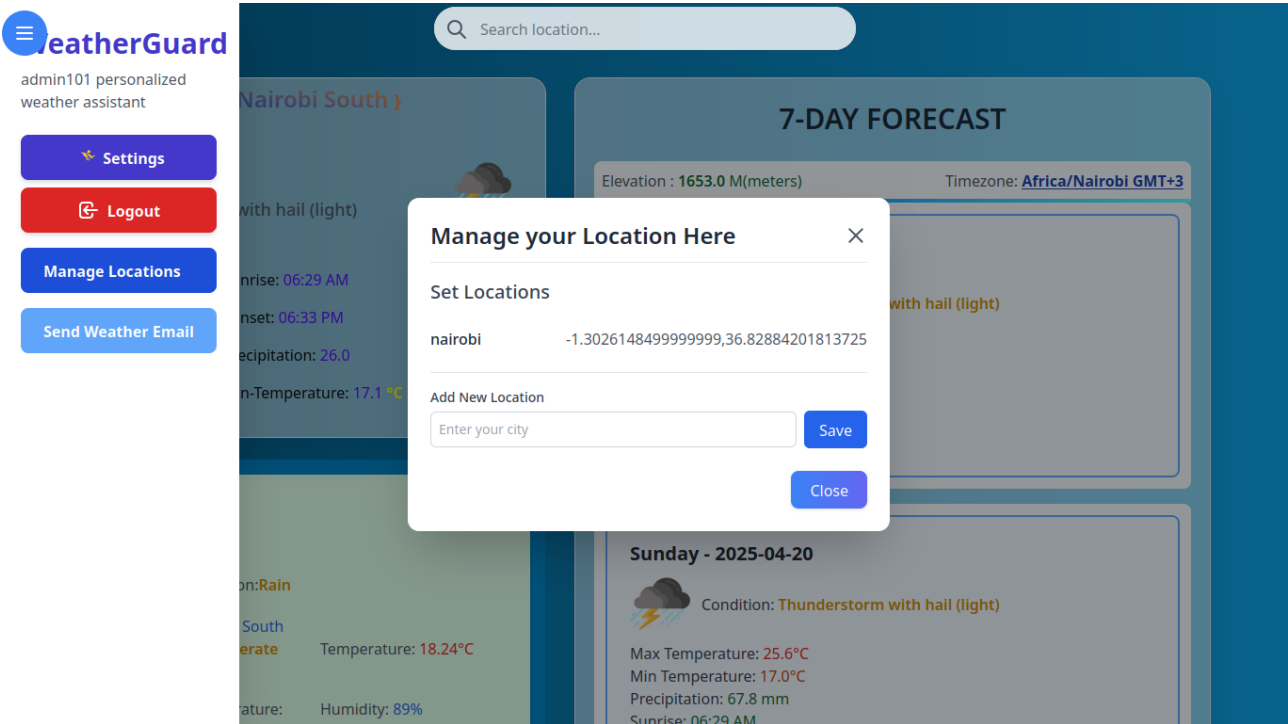 eatherGuard
admin101 personalized
weather assistant
Settings
Logout
Manage Locations
Send Weather Email
Search location...
Nairobi South }
with hail (light)
nrise: 06:29 AM
nset: 06:33 PM
ecipitation: 26.0
n-Temperature: 17.1 °C
on:Rain
South
erate
Temperature: 18.24°C
ature:
Humidity: 89%
Manage your Location Here
Set Locations
nairobi -1.3026148499999999,36.82884201813725
Add New Location
Enter your city
Save
Close
7-DAY FORECAST
Elevation : 1653.0 M(meters)
Timezone: Africa/Nairobi GMT+3
with hail (light)
Sunday - 2025-04-20
Condition: Thunderstorm with hail (light)
Max Temperature: 25.6°C
Min Temperature: 17.0°C
Precipitation: 67.8 mm
Sunrise: 06:29 AM